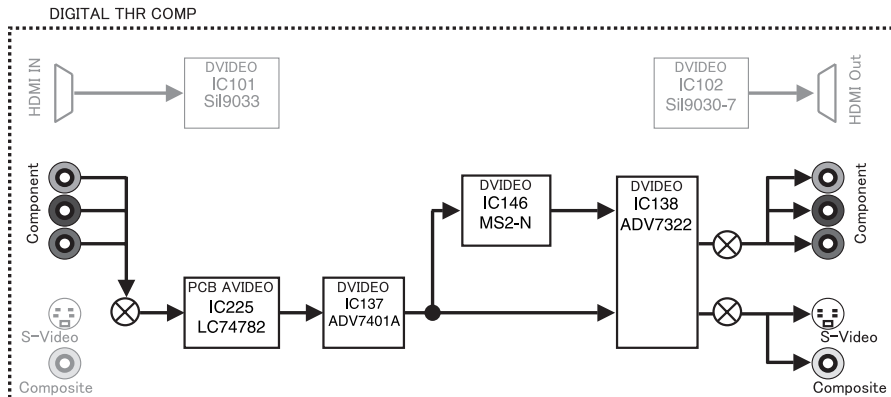 DIGITAL THR COMP
HDMI IN
DVIDEO
IC101
Sil9033
DVIDEO
IC102
Sil9030-7
HDMI Out
Component
DVIDEO
IC146
MS2-N
DVIDEO
IC138
ADV7322
Component
PCB AVIDEO
IC225
LC74782
DVIDEO
IC137
ADV7401A
S-Video
Composite
S-Video
Composite